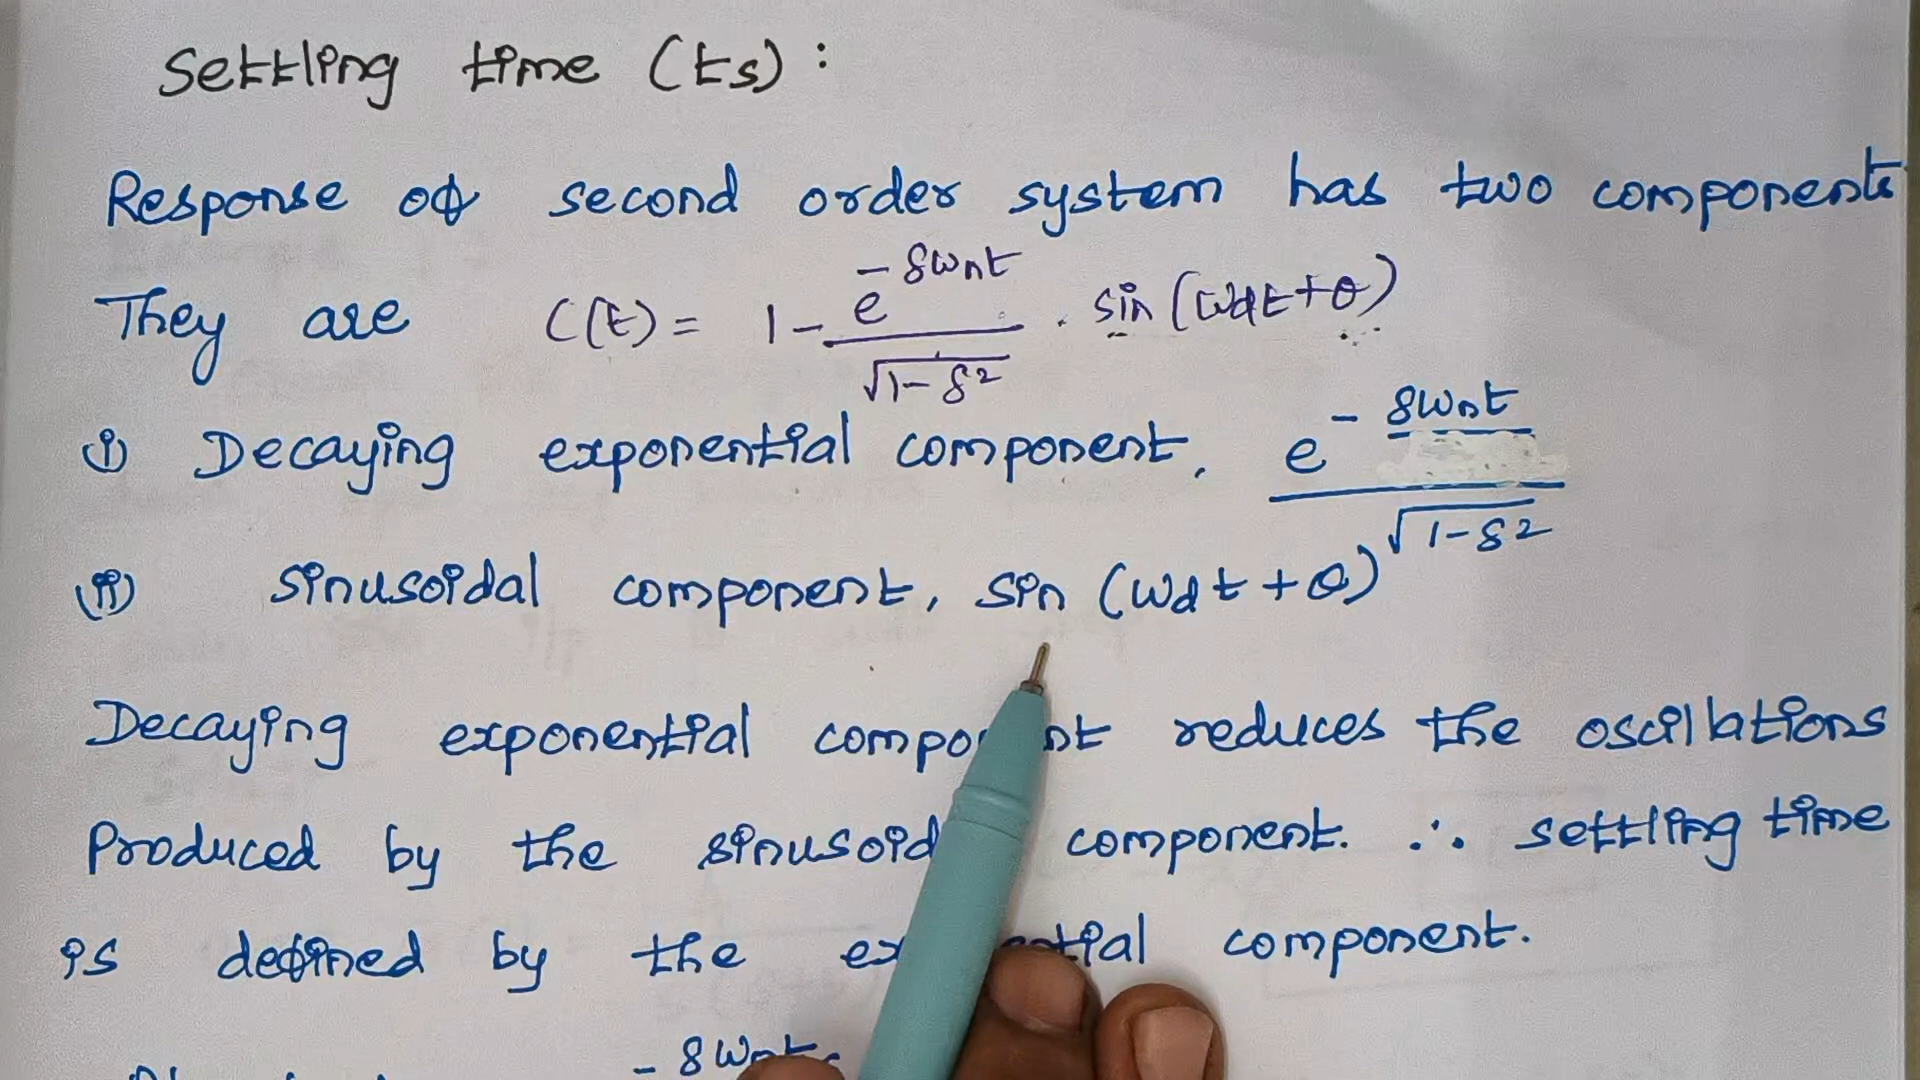 Settling time (ts) :
Response of second order system has two components
They are C(t) = 1 - e^-δωnt / √1-δ² . sin (ωdt+θ)
(i) Decaying exponential component, e^-δωnt / √1-δ²
(ii) sinusoidal component, sin (ωdt + θ)
Decaying exponential reduces the oscillations
Produced by the component. ∴ settling time
is defined by the component.
- δωnts